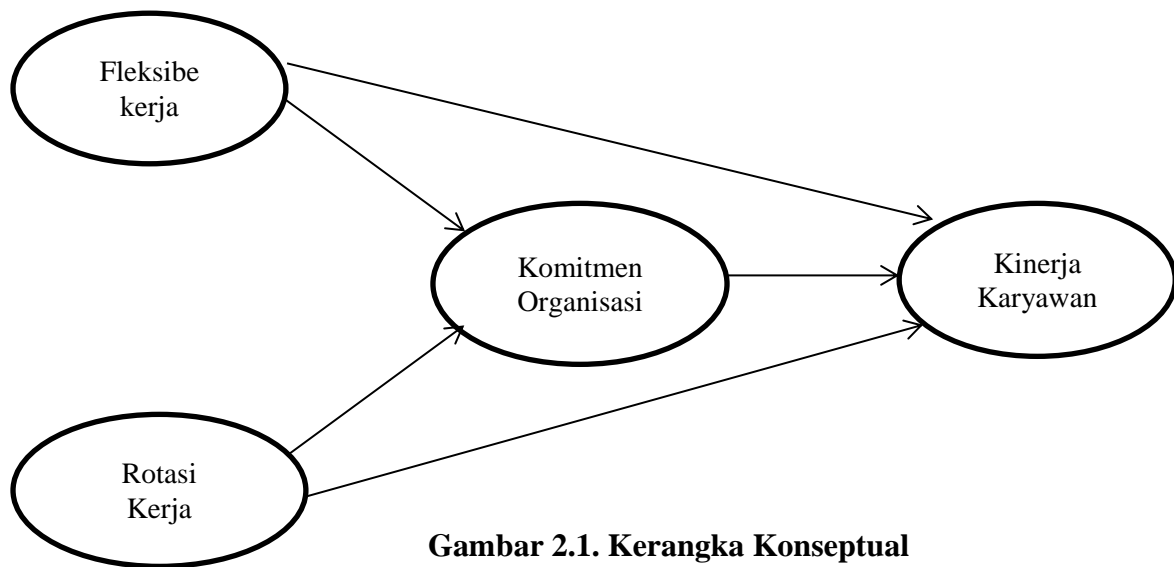 Fleksibe
kerja
Komitmen
Organisasi
Kinerja
Karyawan
Rotasi
Kerja
Gambar 2.1. Kerangka Konseptual